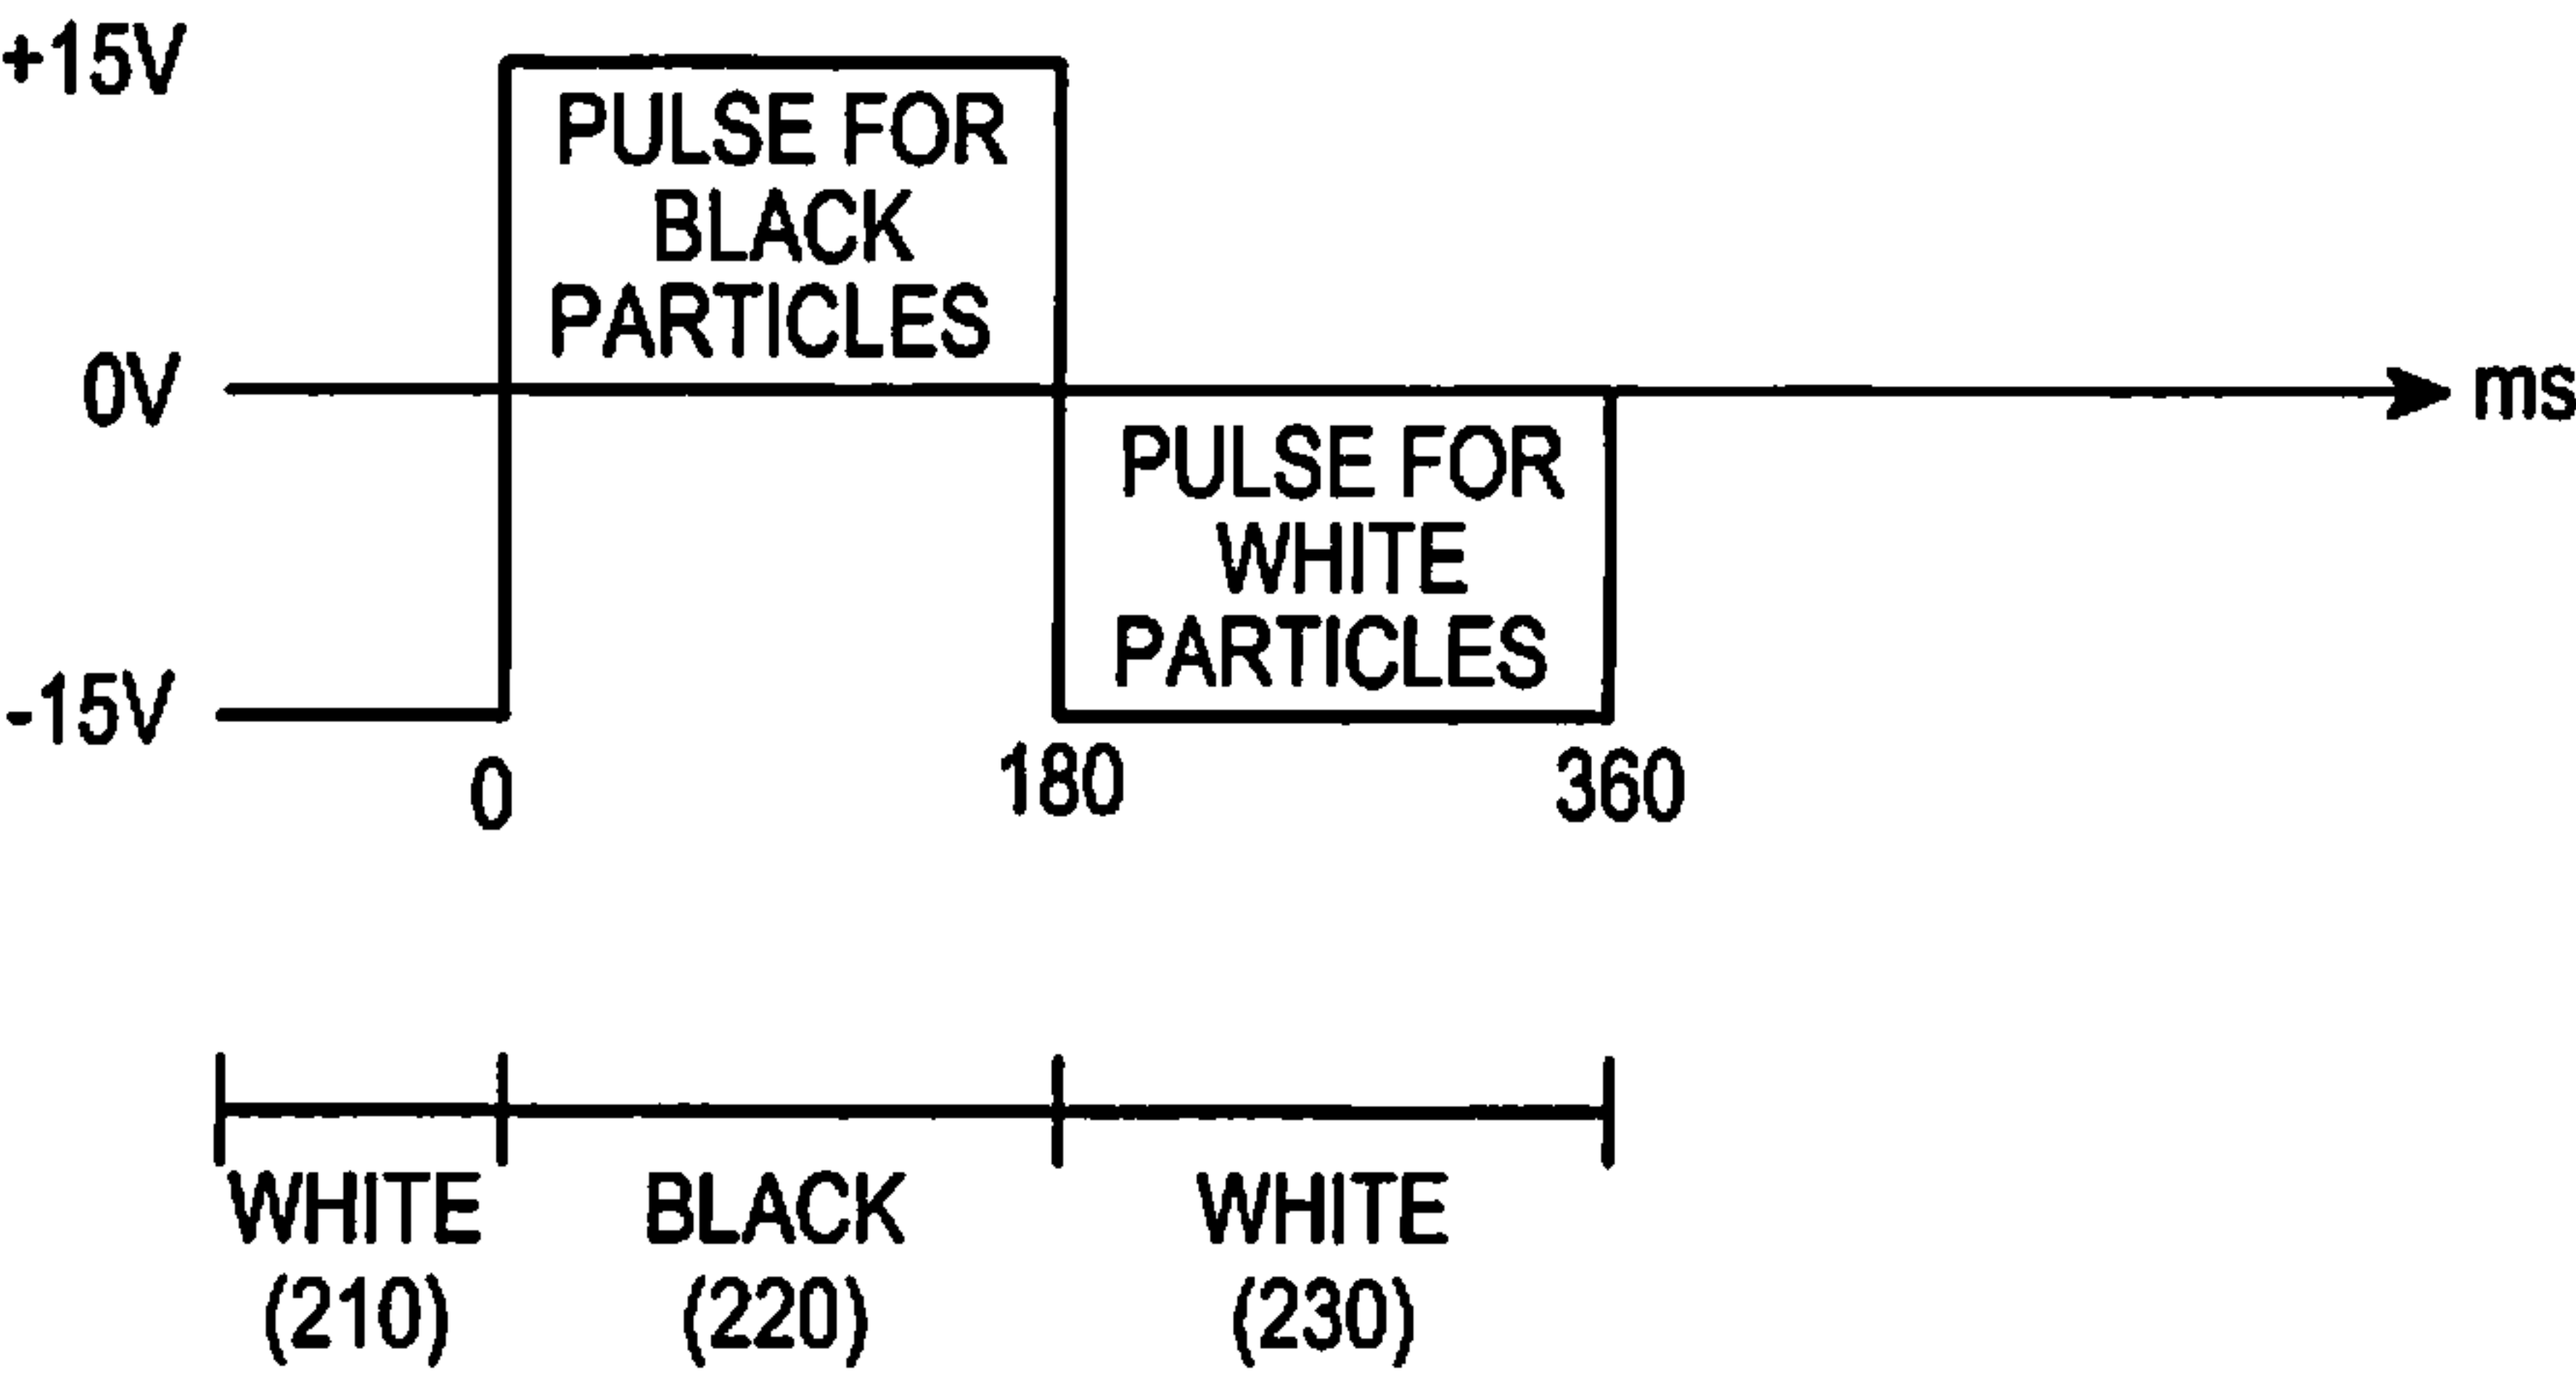 +15V
PULSE FOR
BLACK
PARTICLES
0V
ms
PULSE FOR
WHITE
PARTICLES
-15V
0
180
360
WHITE
(210)
BLACK
(220)
WHITE
(230)